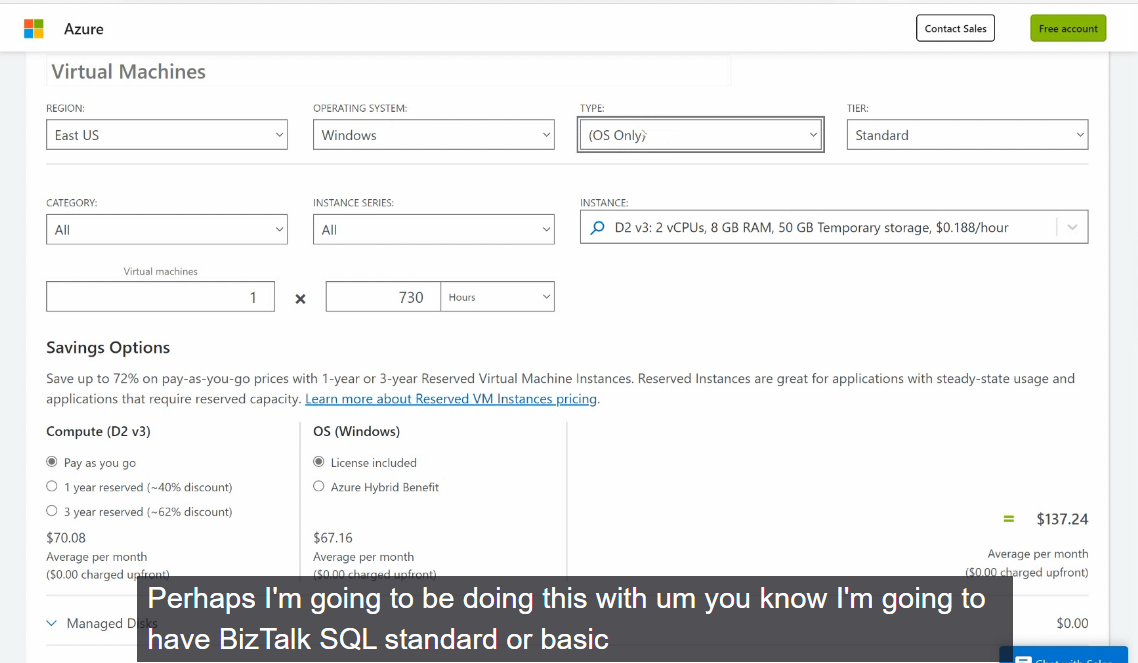 Azure
Contact Sales
Free account
Virtual Machines
REGION:
OPERATING SYSTEM:
TYPE:
TIER:
East US
Windows
(OS Only)
Standard
CATEGORY:
INSTANCE SERIES:
INSTANCE:
All
All
D2 v3: 2 vCPUs, 8 GB RAM, 50 GB Temporary storage, $0.188/hour
Virtual machines
1
×
730
Hours
Savings Options
Save up to 72% on pay-as-you-go prices with 1-year or 3-year Reserved Virtual Machine Instances. Reserved Instances are great for applications with steady-state usage and
applications that require reserved capacity. Learn more about Reserved VM Instances pricing.
Compute (D2 v3)
OS (Windows)
Pay as you go
License included
1 year reserved (~40% discount)
Azure Hybrid Benefit
3 year reserved (~62% discount)
= $137.24
$70.08
$67.16
Average per month
Average per month
Average per month
($0.00 charged upfront)
($0.00 charged upfront)
($0.00 charged upfront)
Perhaps I'm going to be doing this with um you know I'm going to
have BizTalk SQL standard or basic
Managed Disks
$0.00
Chat with Sales